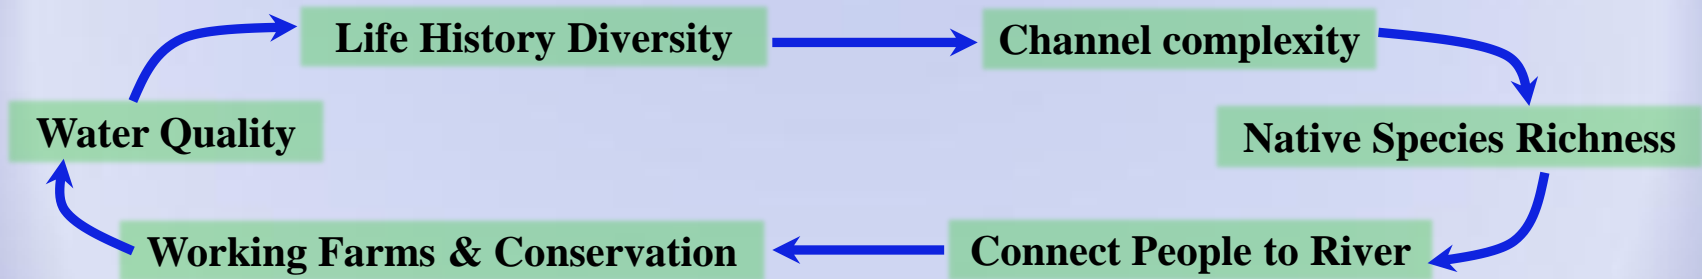 Life History Diversity
Channel complexity
Water Quality
Native Species Richness
Working Farms & Conservation
Connect People to River